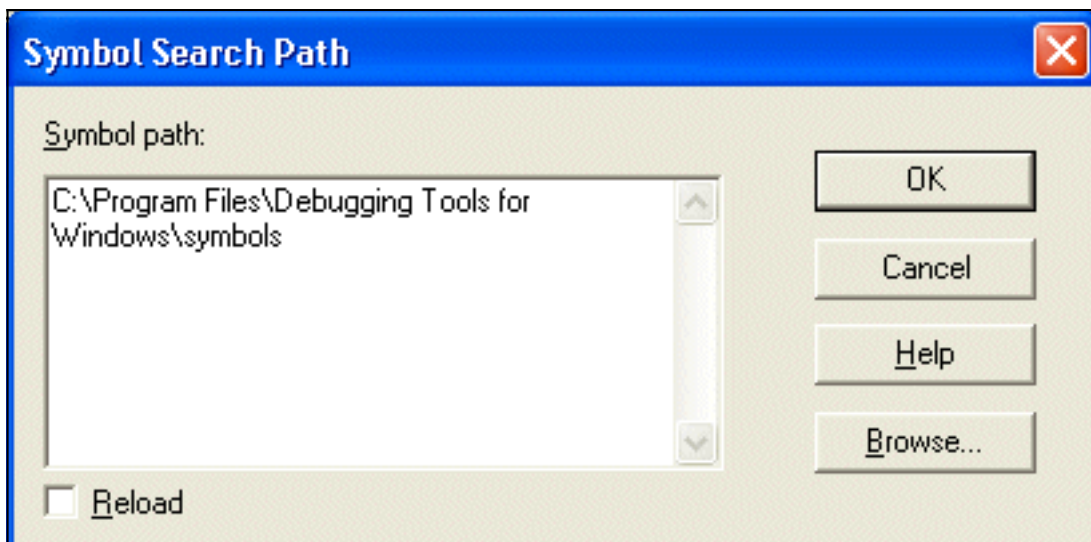 Symbol Search Path
Symbol path:
C:\Program Files\Debugging Tools for
Windows\symbols
OK
Cancel
Help
Browse...
Reload